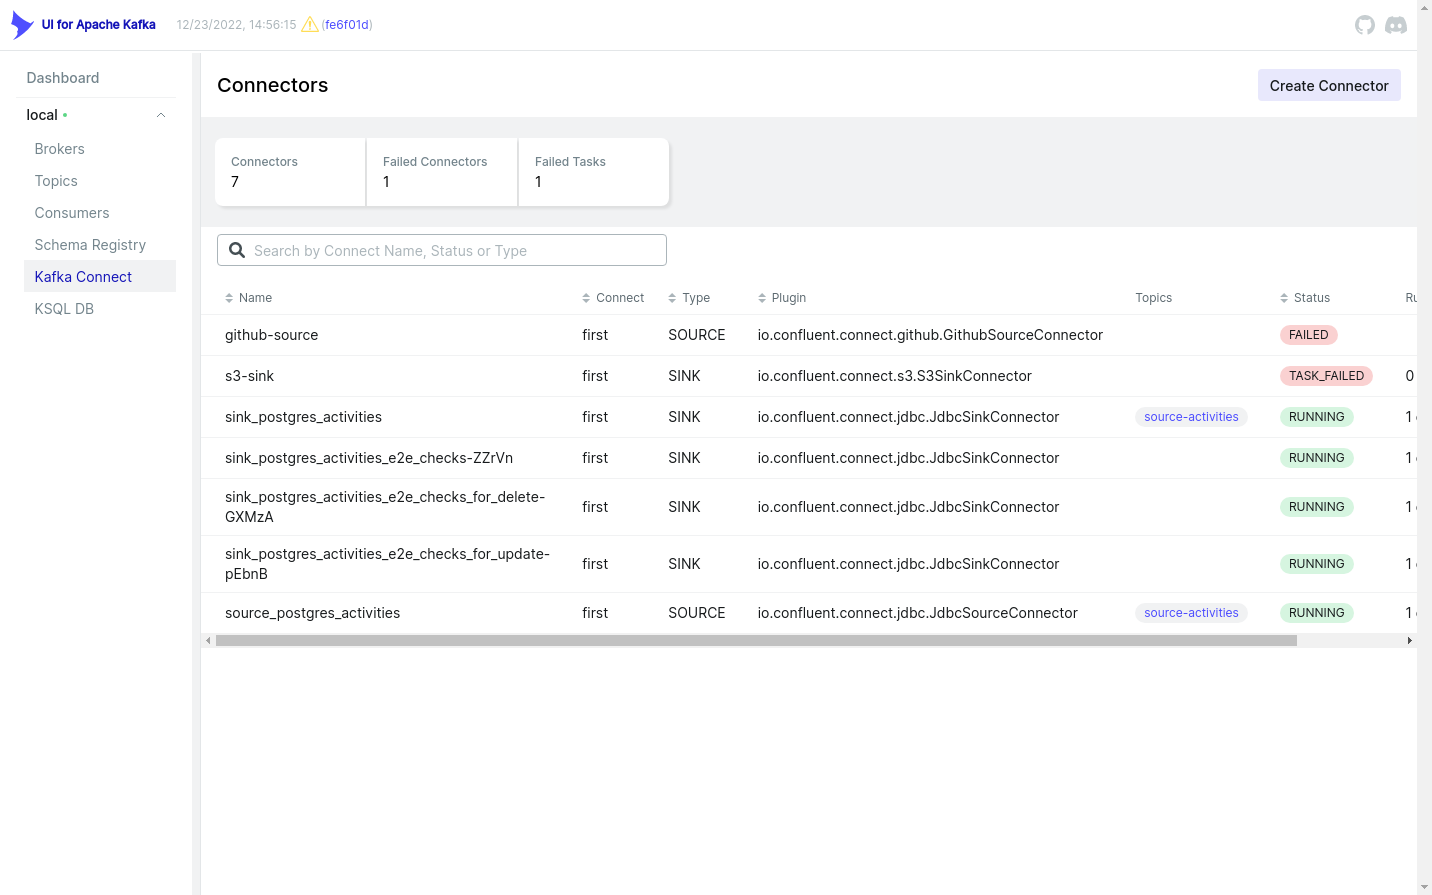 UI for Apache Kafka 12/23/2022, 14:56:15 (fe6f01d)
Dashboard
local
Brokers
Topics
Consumers
Schema Registry
Kafka Connect
KSQL DB
Connectors
Create Connector
Connectors Failed Connectors Failed Tasks
7 1 1
Search by Connect Name, Status or Type
Name Connect Type Plugin Topics Status
github-source first SOURCE io.confluent.connect.github.GithubSourceConnector FAILED
s3-sink first SINK io.confluent.connect.s3.S3SinkConnector TASK_FAILED 0
sink_postgres_activities first SINK io.confluent.connect.jdbc.JdbcSinkConnector source-activities RUNNING 1
sink_postgres_activities_e2e_checks-ZZrVn first SINK io.confluent.connect.jdbc.JdbcSinkConnector RUNNING 1
sink_postgres_activities_e2e_checks_for_delete-
GXMzA first SINK io.confluent.connect.jdbc.JdbcSinkConnector RUNNING 1
sink_postgres_activities_e2e_checks_for_update-
pEbnB first SINK io.confluent.connect.jdbc.JdbcSinkConnector RUNNING 1
source_postgres_activities first SOURCE io.confluent.connect.jdbc.JdbcSourceConnector source-activities RUNNING 1